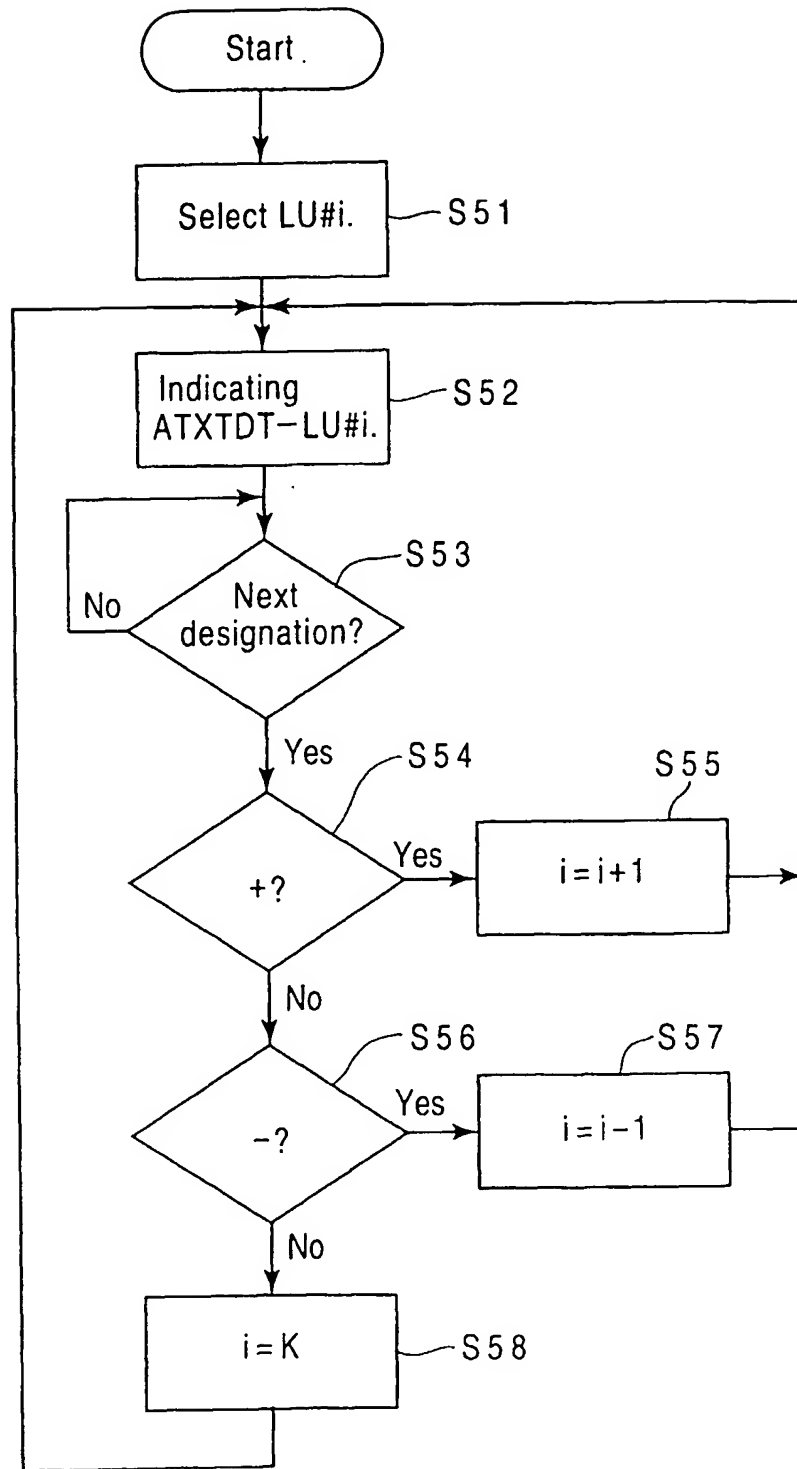 Start.
Select LU#i.
S51
Indicating
ATXTDT-LU#i.
S52
S53
Next
designation?
No
Yes
S54
S55
+?
Yes
i=i+1
No
S56
S57
-?
Yes
i=i-1
No
i=K
S58